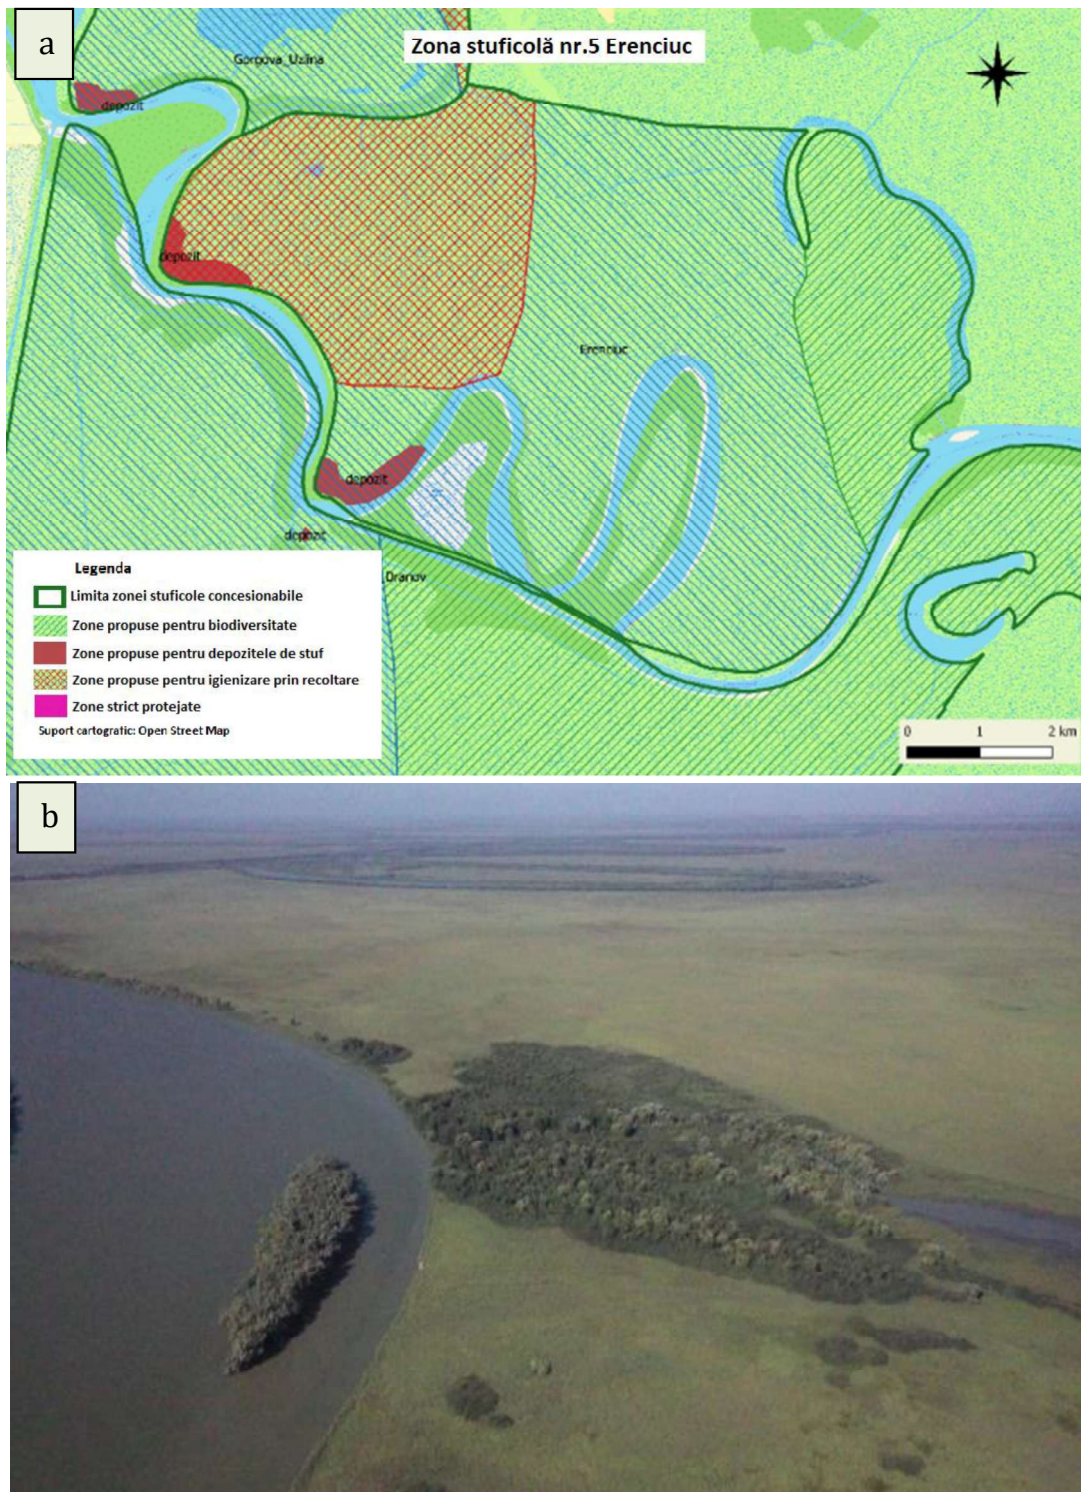 a
Zona stuficolă nr.5 Erenciuc
Gorgova_Uzlina
depozit
depozit
Erenciuc
depozit
depozit
Dranov
Legenda
Limita zonei stuficole concesionabile
Zone propuse pentru biodiversitate
Zone propuse pentru depozitele de stuf
Zone propuse pentru igienizare prin recoltare
Zone strict protejate
Suport cartografic: Open Street Map
0 1 2 km
b